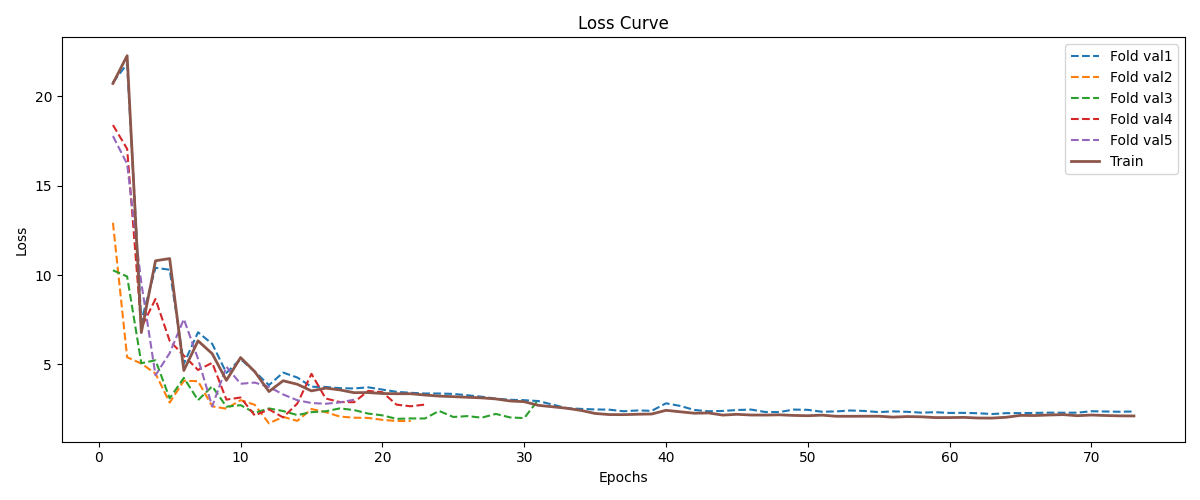 Loss Curve
Loss
20
15
10
5
0
10
20
30
40
50
60
70
Epochs
Fold val1
Fold val2
Fold val3
Fold val4
Fold val5
Train